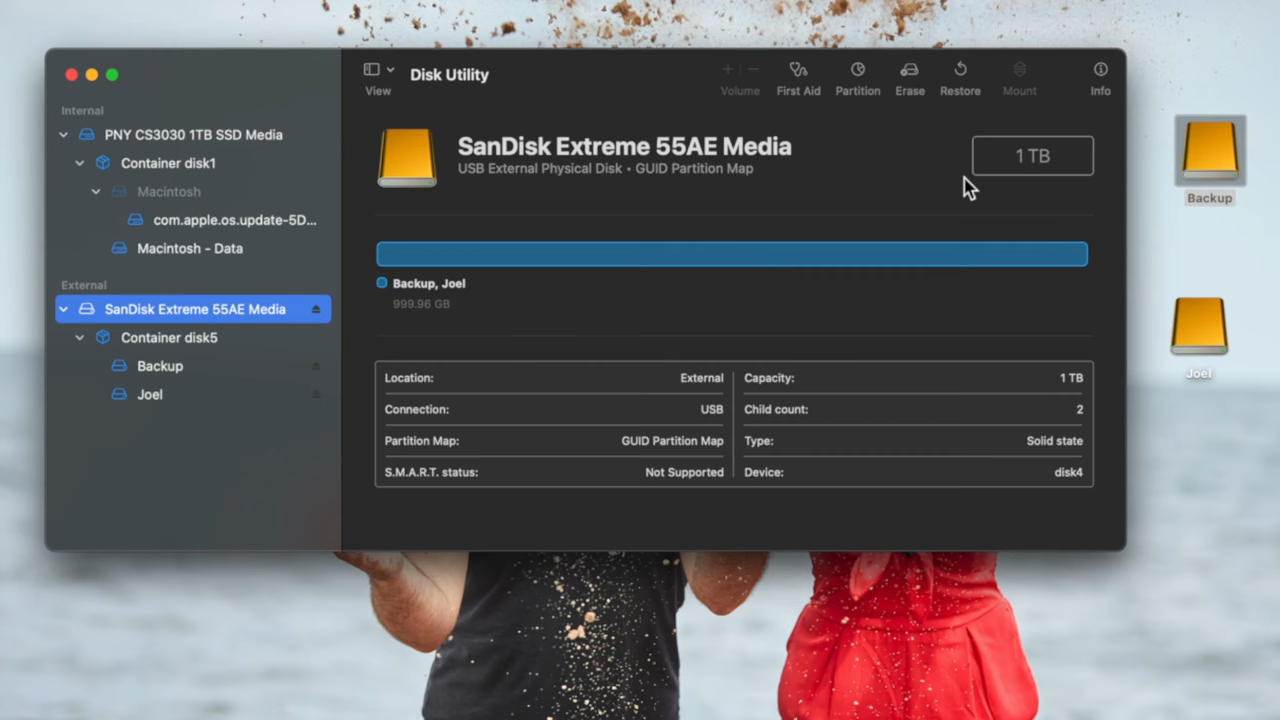 Disk Utility
View
Volume
First Aid
Partition
Erase
Restore
Mount
Info
Internal
PNY CS3030 1TB SSD Media
Container disk1
Macintosh
com.apple.os.update-5D...
Macintosh - Data
External
SanDisk Extreme 55AE Media
Container disk5
Backup
Joel
SanDisk Extreme 55AE Media
USB External Physical Disk • GUID Partition Map
1 TB
Backup, Joel
999.96 GB
Location: External
Connection: USB
Partition Map: GUID Partition Map
S.M.A.R.T. status: Not Supported
Capacity: 1 TB
Child count: 2
Type: Solid state
Device: disk4
Backup
Joel